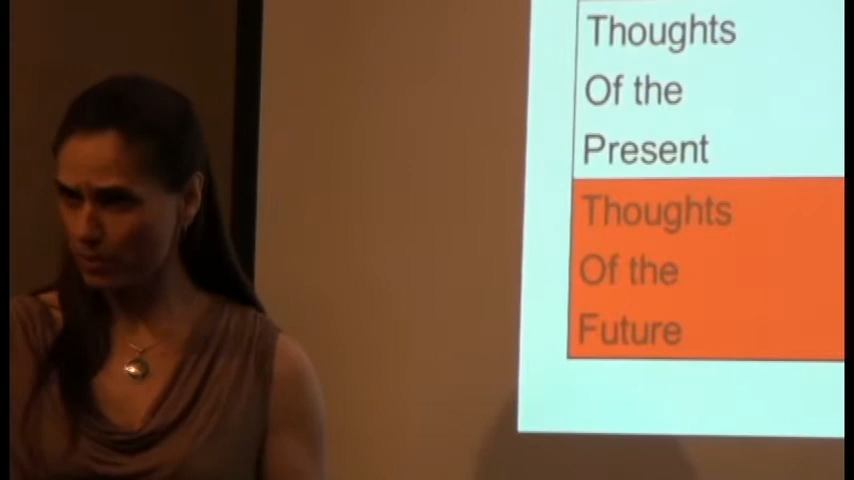 Thoughts
Of the
Present
Thoughts
Of the
Future